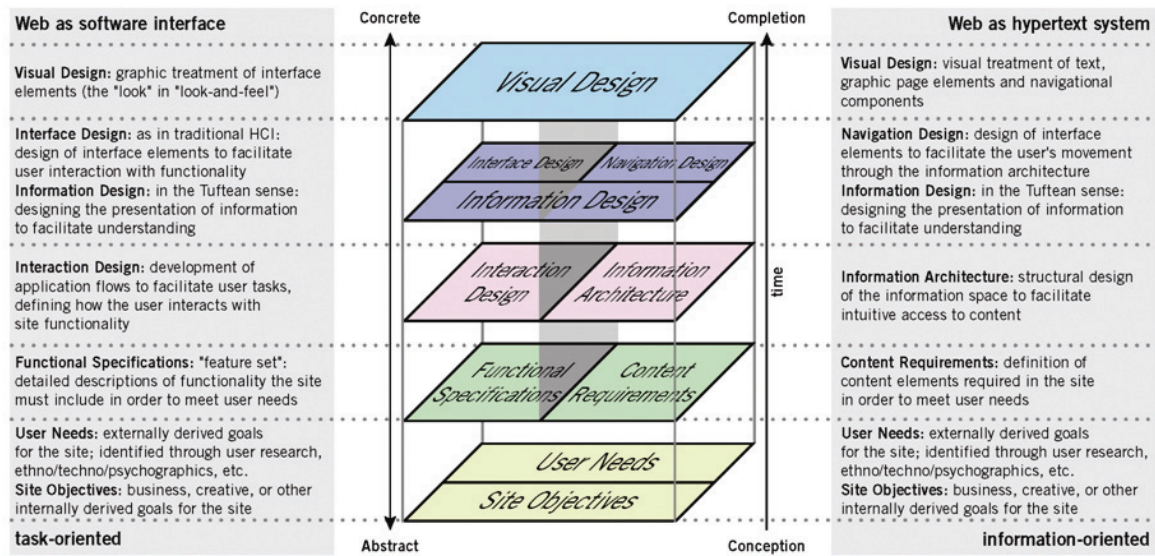 Web as software interface
Visual Design: graphic treatment of interface
elements (the "look" in "look-and-feel")
Interface Design: as in traditional HCI:
design of interface elements to facilitate
user interaction with functionality
Information Design: in the Tuftean sense:
designing the presentation of information
to facilitate understanding
Interaction Design: development of
application flows to facilitate user tasks,
defining how the user interacts with
site functionality
Functional Specifications: "feature set":
detailed descriptions of functionality the site
must include in order to meet user needs
User Needs: externally derived goals
for the site; identified through user research,
ethno/techno/psychographics, etc.
Site Objectives: business, creative, or other
internally derived goals for the site
task-oriented
Concrete
Completion
Visual Design
Interface Design
Navigation Design
Information Design
Interaction
Design
Information
Architecture
time
Functional
Specifications
Content
Requirements
User Needs
Site Objectives
Abstract
Conception
Web as hypertext system
Visual Design: visual treatment of text,
graphic page elements and navigational
components
Navigation Design: design of interface
elements to facilitate the user's movement
through the information architecture
Information Design: in the Tuftean sense:
designing the presentation of information
to facilitate understanding
Information Architecture: structural design
of the information space to facilitate
intuitive access to content
Content Requirements: definition of
content elements required in the site
in order to meet user needs
User Needs: externally derived goals
for the site; identified through user research,
ethno/techno/psychographics, etc.
Site Objectives: business, creative, or other
internally derived goals for the site
information-oriented